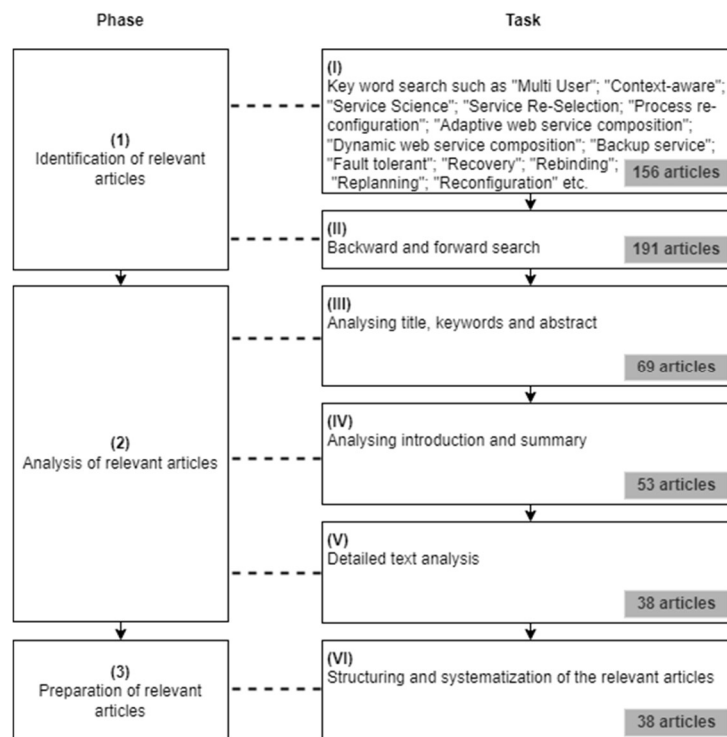 Phase
Task
(1)
Identification of relevant
articles
(I)
Key word search such as "Multi User"; "Context-aware";
"Service Science"; "Service Re-Selection; "Process re-
configuration"; "Adaptive web service composition";
"Dynamic web service composition"; "Backup service";
"Fault tolerant"; "Recovery"; "Rebinding";
"Replanning"; "Reconfiguration" etc.
156 articles
(II)
Backward and forward search
191 articles
(2)
Analysis of relevant articles
(III)
Analysing title, keywords and abstract
69 articles
(IV)
Analysing introduction and summary
53 articles
(V)
Detailed text analysis
38 articles
(3)
Preparation of relevant
articles
(VI)
Structuring and systematization of the relevant articles
38 articles